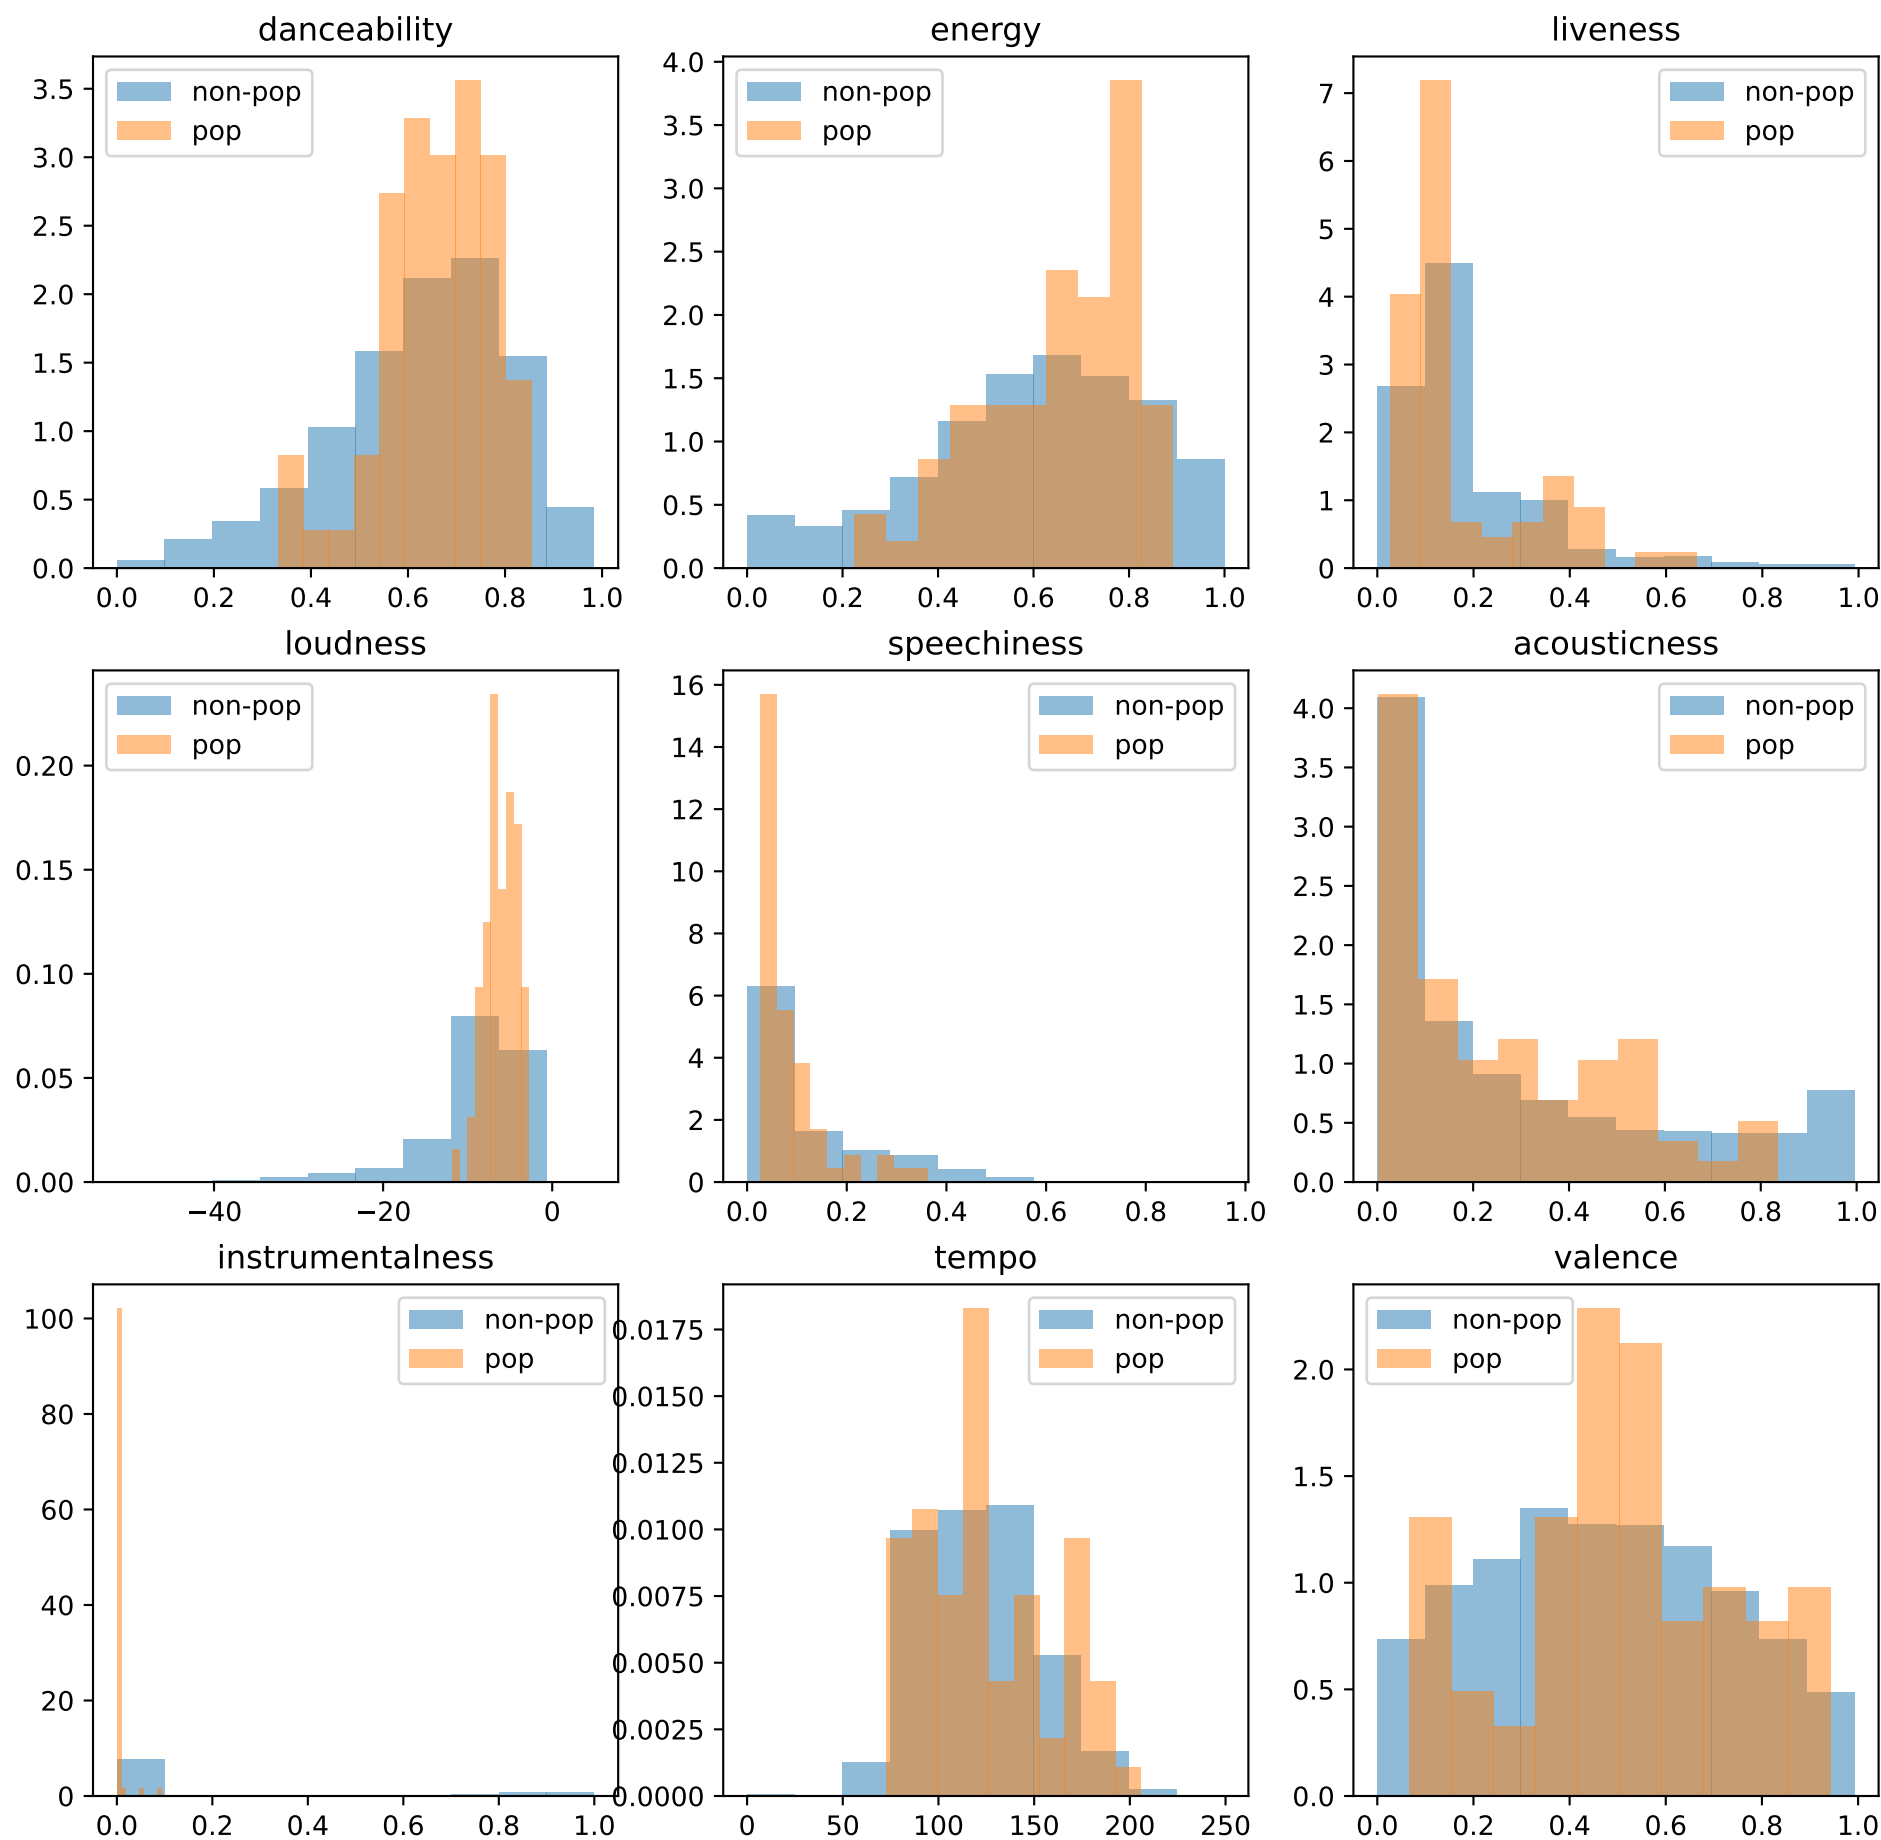 danceability
3.5
3.0
2.5
2.0
1.5
1.0
0.5
0.0
non-pop
pop
0.0 0.2 0.4 0.6 0.8 1.0
energy
4.0
3.5
3.0
2.5
2.0
1.5
1.0
0.5
0.0
non-pop
pop
0.0 0.2 0.4 0.6 0.8 1.0
liveness
7
6
5
4
3
2
1
0
non-pop
pop
0.0 0.2 0.4 0.6 0.8 1.0
loudness
0.20
0.15
0.10
0.05
0.00
non-pop
pop
−40 −20 0
speechiness
16
14
12
10
8
6
4
2
0
non-pop
pop
0.0 0.2 0.4 0.6 0.8 1.0
acousticness
4.0
3.5
3.0
2.5
2.0
1.5
1.0
0.5
0.0
non-pop
pop
0.0 0.2 0.4 0.6 0.8 1.0
instrumentalness
100
80
60
40
20
0
non-pop
pop
0.0 0.2 0.4 0.6 0.8 1.0
tempo
0.0175
0.0150
0.0125
0.0100
0.0075
0.0050
0.0025
0.0000
non-pop
pop
0 50 100 150 200 250
valence
2.0
1.5
1.0
0.5
0.0
non-pop
pop
0.0 0.2 0.4 0.6 0.8 1.0